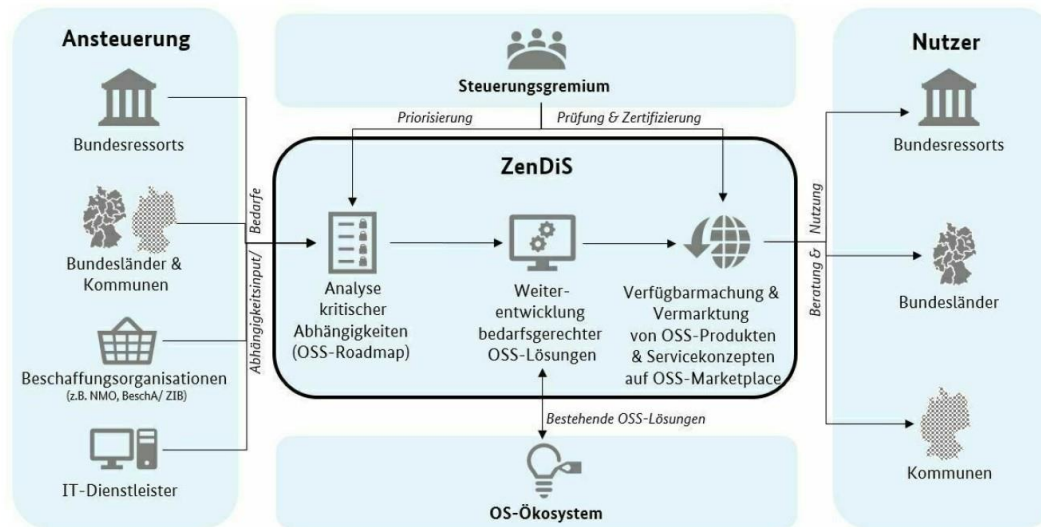 Ansteuerung
Bundesressorts
Bundesländer &
Kommunen
Beschaffungsorganisationen
(z.B. NMO, BeschA/ ZIB)
IT-Dienstleister
Abhängigkeitsinput/
Bedarfe
Steuerungsgremium
Priorisierung
Prüfung & Zertifizierung
ZenDiS
Analyse
kritischer
Abhängigkeiten
(OSS-Roadmap)
Weiter-
entwicklung
bedarfsgerechter
OSS-Lösungen
Verfügbarmachung &
Vermarktung
von OSS-Produkten
& Servicekonzepten
auf OSS-Marketplace
Bestehende OSS-Lösungen
OS-Ökosystem
Beratung &
Nutzung
Nutzer
Bundesressorts
Bundesländer
Kommunen